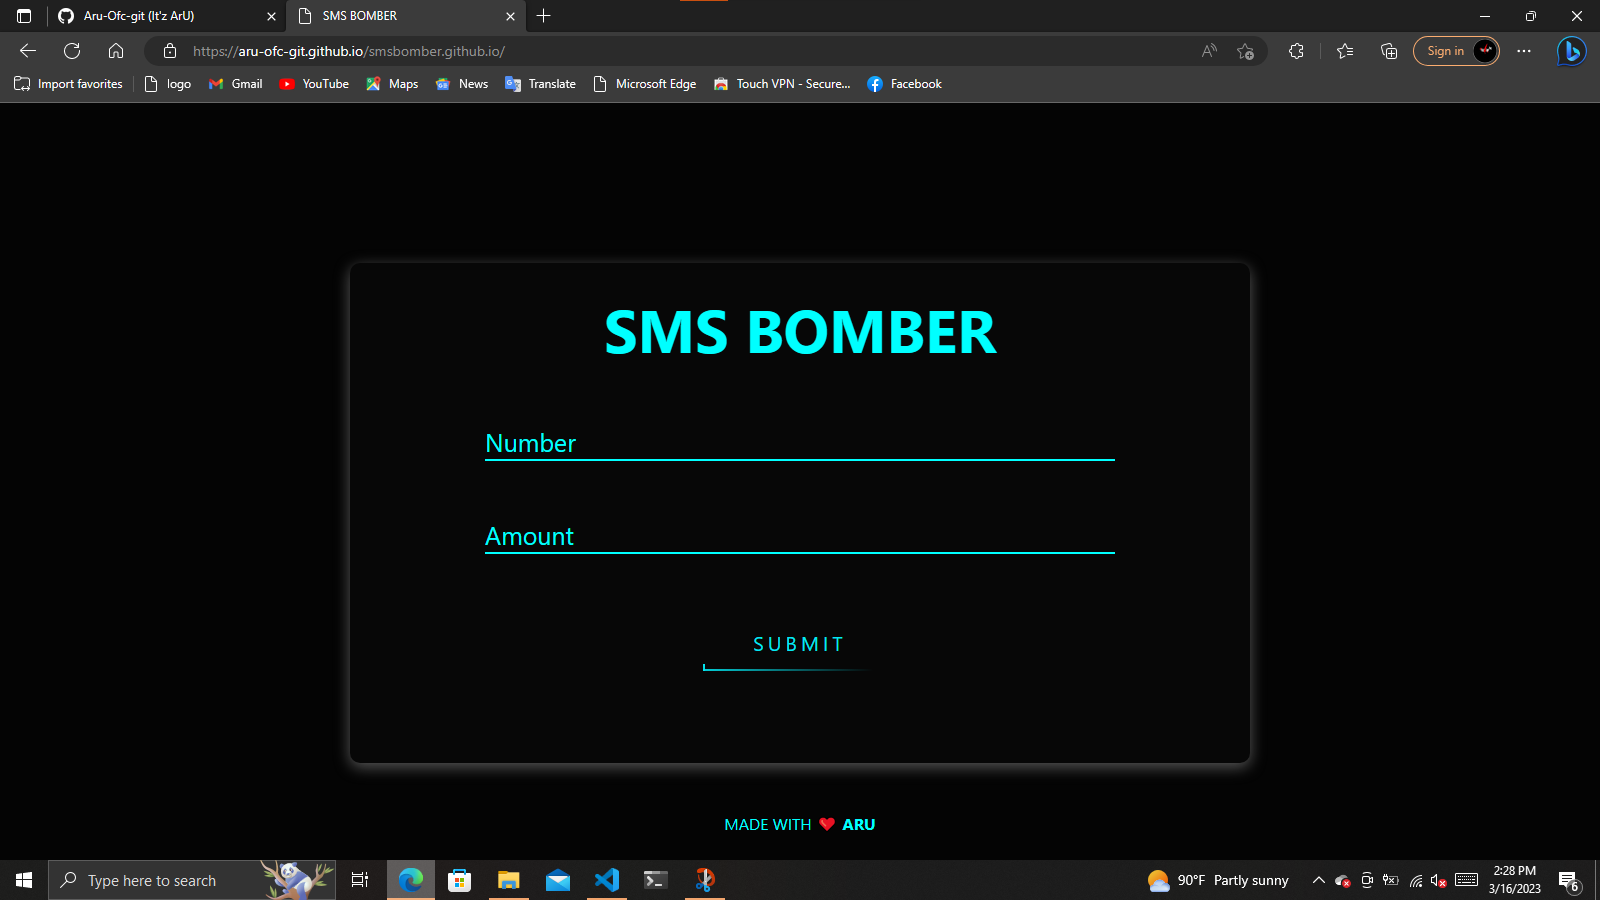 Aru-Ofc-git (It'z ArU)
SMS BOMBER
https://aru-ofc-git.github.io/smsbomber.github.io/
Sign in
Import favorites
logo
Gmail
YouTube
Maps
News
Translate
Microsoft Edge
Touch VPN - Secure...
Facebook
SMS BOMBER
Number
Amount
SUBMIT
MADE WITH ❤ ARU
Type here to search
90°F Partly sunny
2:28 PM
3/16/2023
6